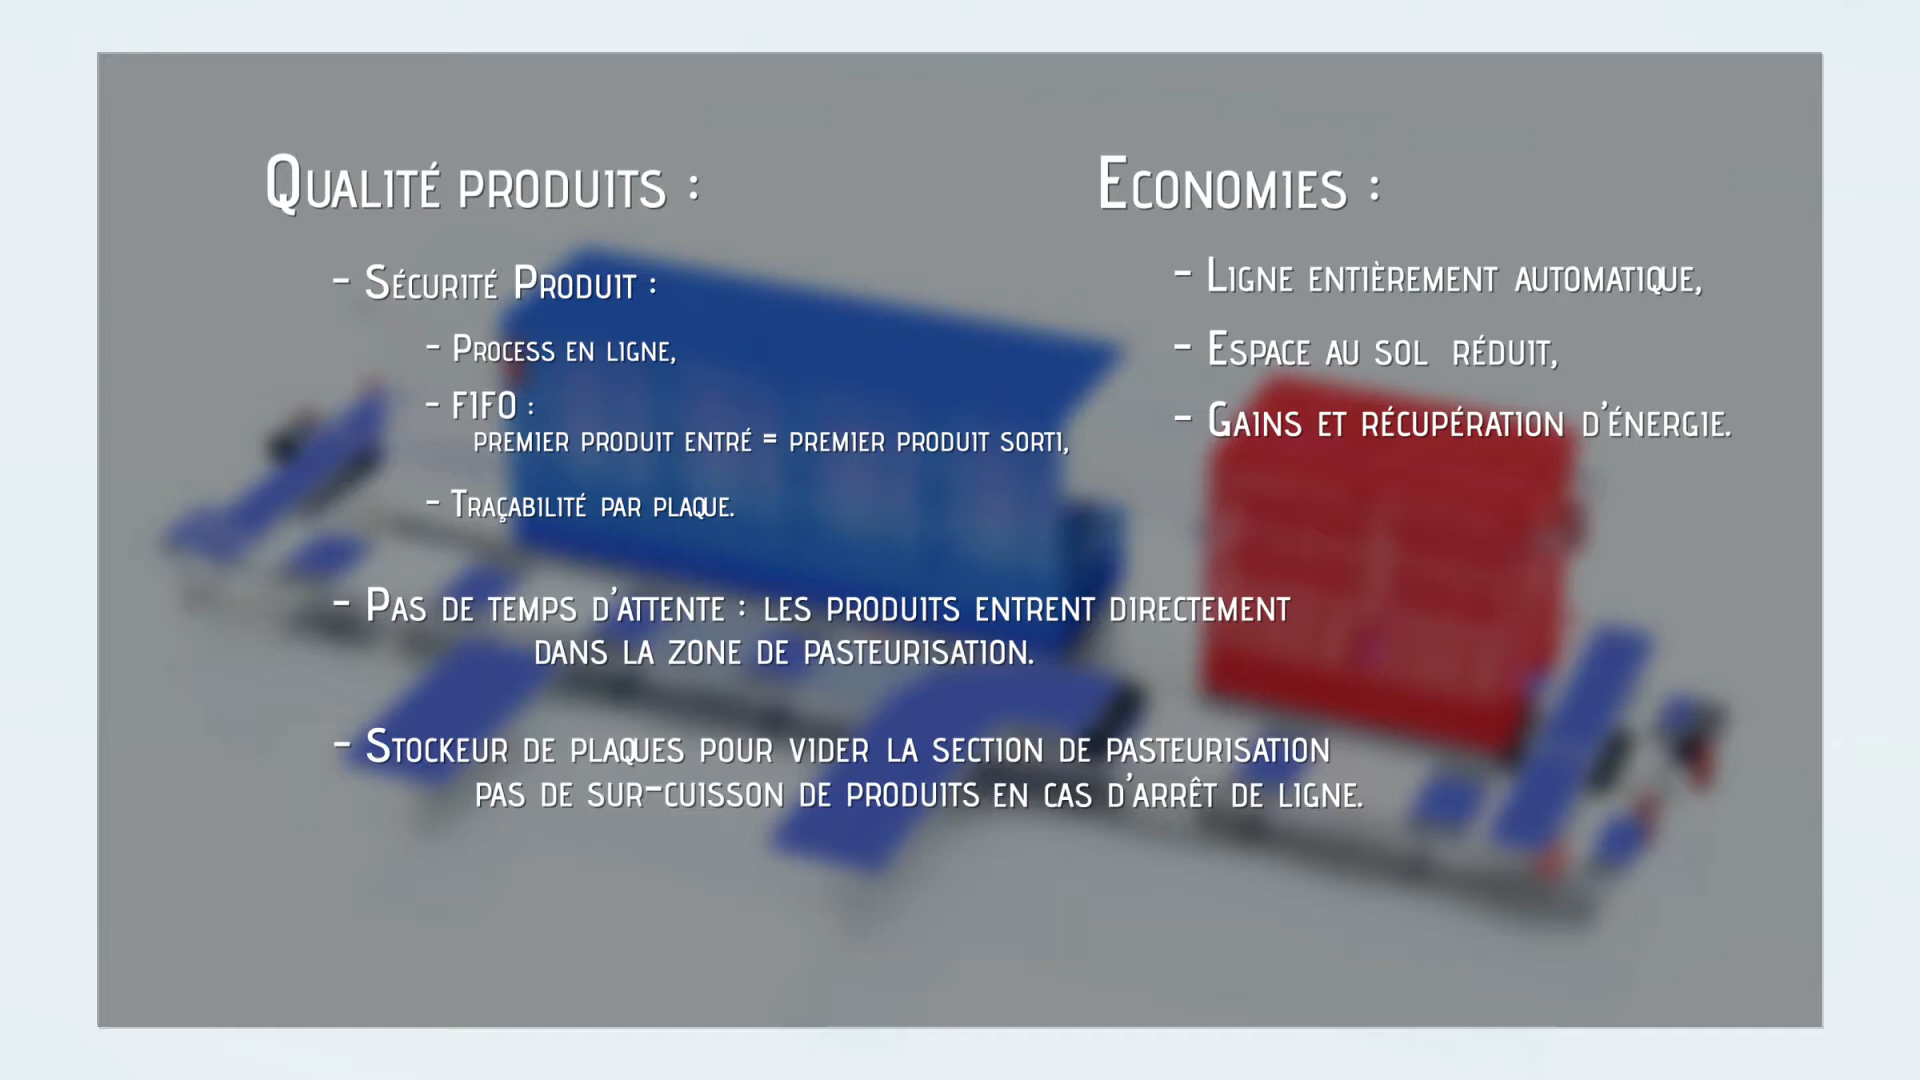 Qualité produits :
- Sécurité Produit :
- Process en ligne,
- FIFO :
premier produit entré = premier produit sorti,
- Traçabilité par plaque.
- Pas de temps d'attente : les produits entrent directement
dans la zone de pasteurisation.
- Stockeur de plaques pour vider la section de pasteurisation
pas de sur-cuisson de produits en cas d'arrêt de ligne.
Economies :
- Ligne entièrement automatique,
- Espace au sol réduit,
- Gains et récupération d'énergie.